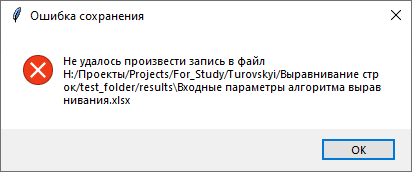 Ошибка сохранения
Не удалось произвести запись в файл
H:/Проекты/Projects/For_Study/Turovskyi/Выравнивание стр
ок/test_folder/results\Входные параметры алгоритма вырав
нивания.xlsx
ОК